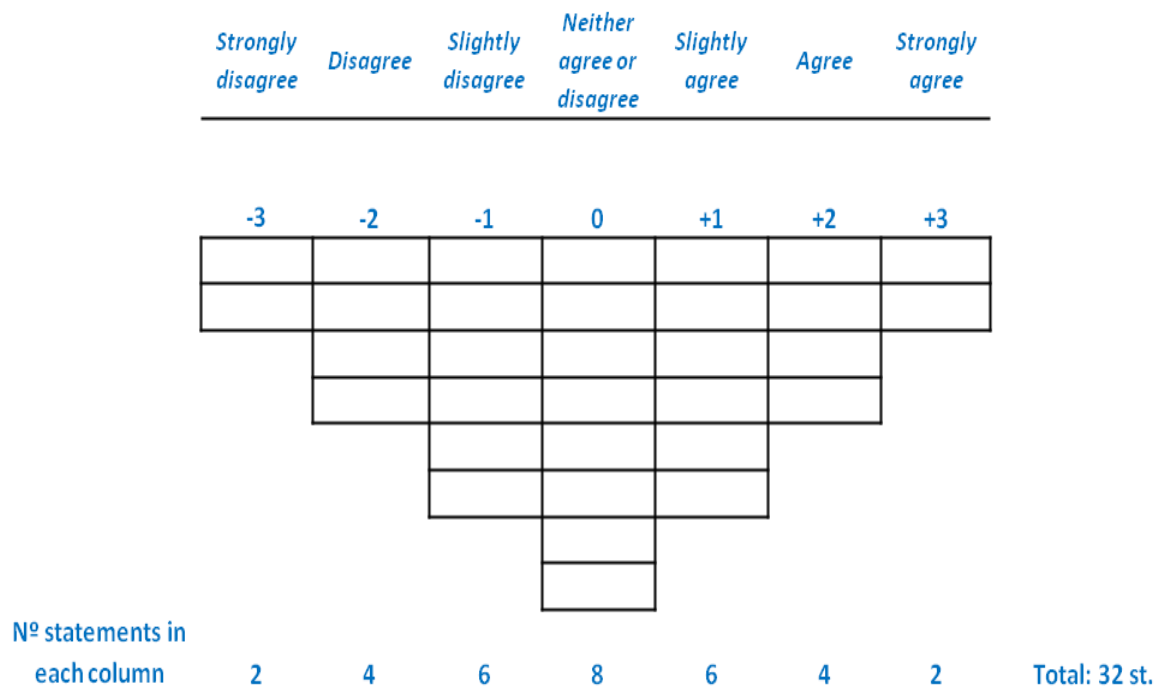 Strongly disagree Disagree Slightly disagree Neither agree or disagree Slightly agree Agree Strongly agree
-3 -2 -1 0 +1 +2 +3
Nº statements in
each column 2 4 6 8 6 4 2 Total: 32 st.